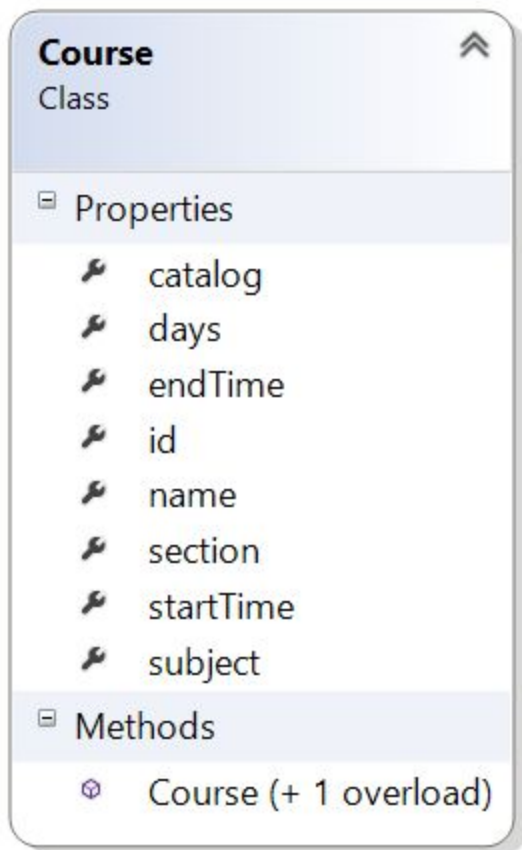 Course
Class
Properties
catalog
days
endTime
id
name
section
startTime
subject
Methods
Course (+ 1 overload)